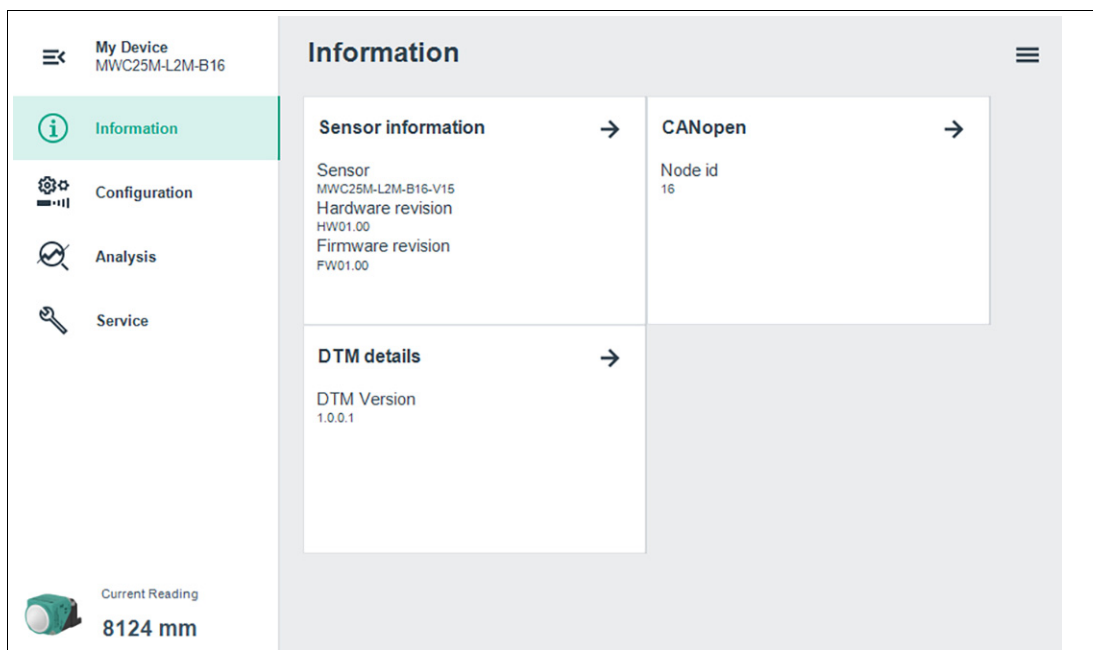 My Device
MWC25M-L2M-B16
Information
Configuration
Analysis
Service
Current Reading
8124 mm
Information
Sensor information
Sensor
MWC25M-L2M-B16-V15
Hardware revision
HW01.00
Firmware revision
FW01.00
CANopen
Node id
16
DTM details
DTM Version
1.0.0.1